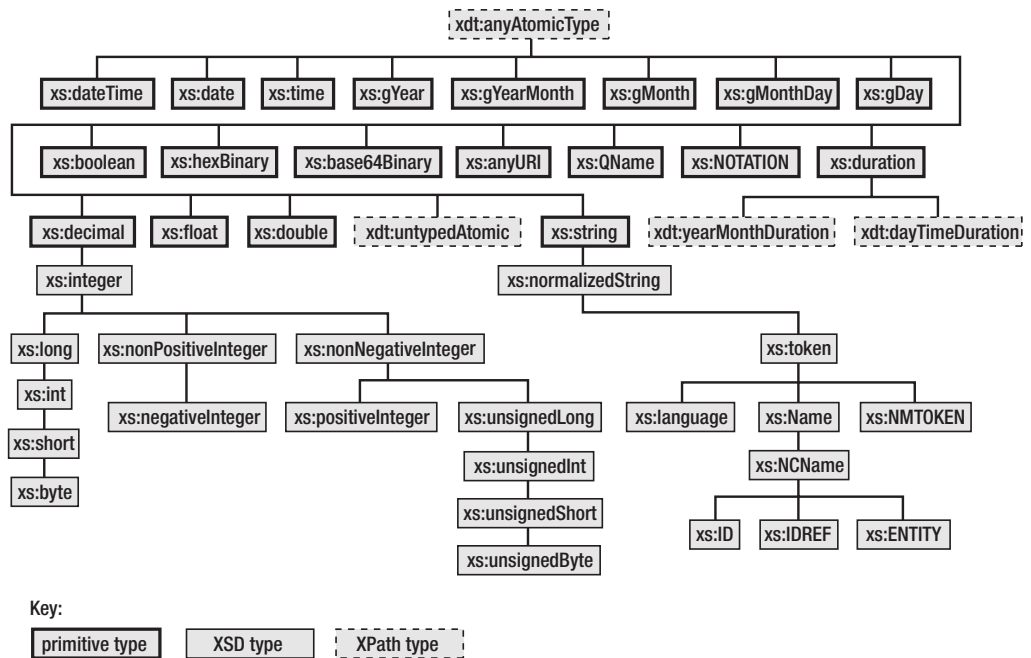 xdt:anyAtomicType
xs:dateTime xs:date xs:time xs:gYear xs:gYearMonth xs:gMonth xs:gMonthDay xs:gDay
xs:boolean xs:hexBinary xs:base64Binary xs:anyURI xs:QName xs:NOTATION xs:duration
xs:decimal xs:float xs:double xdt:untypedAtomic xs:string xdt:yearMonthDuration xdt:dayTimeDuration
xs:integer xs:normalizedString
xs:long xs:nonPositiveInteger xs:nonNegativeInteger xs:token
xs:int xs:negativeInteger xs:positiveInteger xs:unsignedLong xs:language xs:Name xs:NMTOKEN
xs:short xs:unsignedInt xs:NCName
xs:byte xs:unsignedShort xs:ID xs:IDREF xs:ENTITY
xs:unsignedByte
Key:
primitive type XSD type XPath type